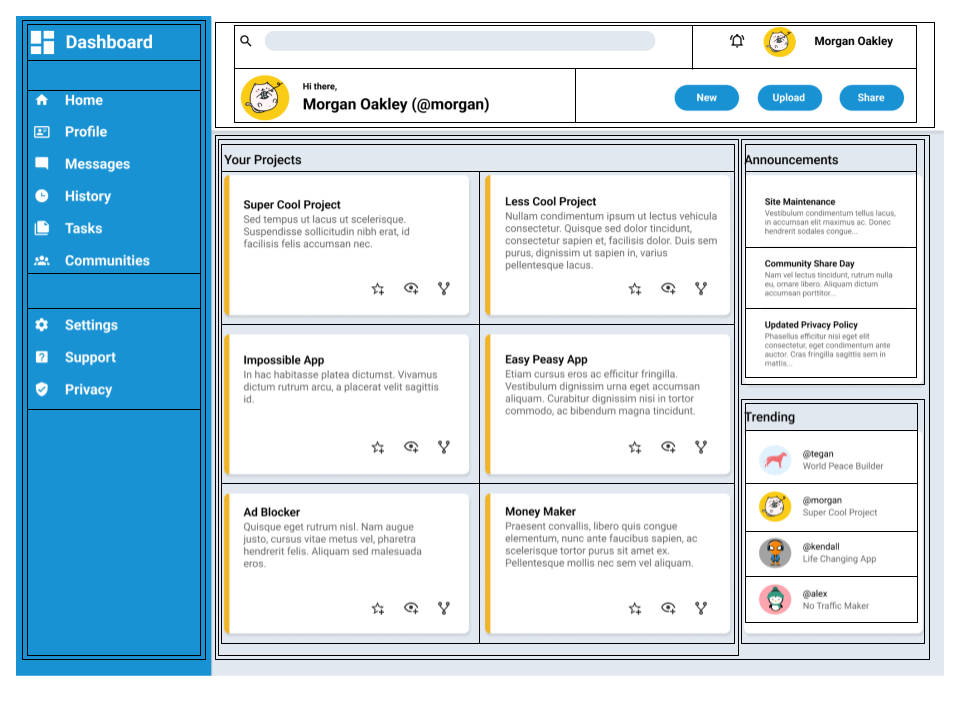 Dashboard
Home
Profile
Messages
History
Tasks
Communities
Settings
Support
Privacy
Morgan Oakley
Hi there,
Morgan Oakley (@morgan)
New
Upload
Share
Your Projects
Super Cool Project
Sed tempus ut lacus ut scelerisque.
Suspendisse sollicitudin nibh erat, id
facilisis felis accumsan nec.
Less Cool Project
Nullam condimentum ipsum ut lectus vehicula
consectetur. Quisque sed dolor tincidunt,
consectetur sapien et, facilisis dolor. Duis sem
purus, dignissim ut sapien in, varius
pellentesque lacus.
Impossible App
In hac habitasse platea dictumst. Vivamus
dictum rutrum arcu, a placerat velit sagittis
id.
Easy Peasy App
Etiam cursus eros ac efficitur fringilla.
Vestibulum dignissim urna eget accumsan
aliquam. Curabitur dignissim nisi in tortor
commodo, ac bibendum magna tincidunt.
Ad Blocker
Quisque eget rutrum nisl. Nam augue
justo, cursus vitae metus vel, pharetra
hendrerit felis. Aliquam sed malesuada
eros.
Money Maker
Praesent convallis, libero quis congue
elementum, nunc ante faucibus sapien, ac
scelerisque tortor purus sit amet ex.
Pellentesque mollis nec sem vel aliquam.
Announcements
Site Maintenance
Vestibulum condimentum tellus lacus,
in accumsan elit maximus ac. Donec
hendrerit sodales congue...
Community Share Day
Nam vel lectus tincidunt, rutrum nulla
eu, ornare libero. Aliquam dictum
accumsan porttitor...
Updated Privacy Policy
Phasellus efficitur nisi eget elit
consectetur, eget condimentum ante
auctor. Cras fringilla sagittis sem in
mattis...
Trending
@tegan
World Peace Builder
@morgan
Super Cool Project
@kendall
Life Changing App
@alex
No Traffic Maker